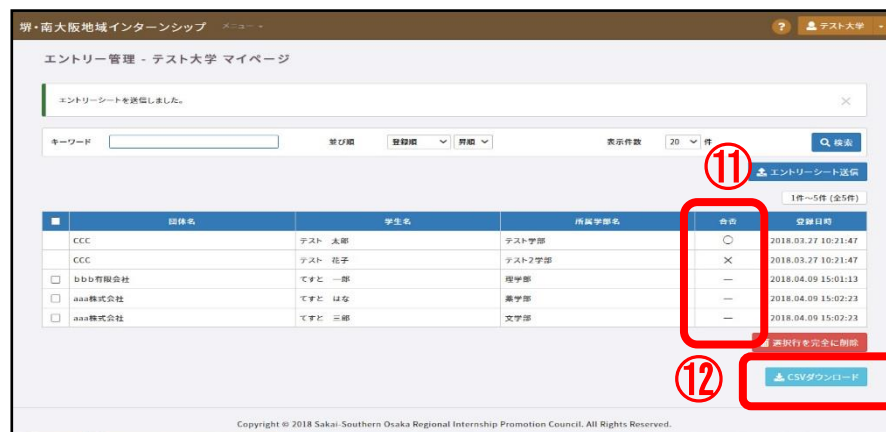 堺・南大阪地域インターンシップ メニュー ? テスト大学
エントリー管理 - テスト大学 マイページ
エントリーシートを送信しました。 ×
キーワード 並び順 登録順 昇順 表示件数 20 件 検索
⑪
エントリーシート送信
1件～5件 (全5件)
団体名 学生名 所属学部名 合否 登録日時
CCC テスト 太郎 テスト学部 ○ 2018.03.27 10:21:47
CCC テスト 花子 テスト2学部 × 2018.03.27 10:21:47
bbb有限会社 てすと 一郎 理学部 ― 2018.04.09 15:01:13
aaa株式会社 てすと はな 薬学部 ― 2018.04.09 15:02:23
aaa株式会社 てすと 三郎 文学部 ― 2018.04.09 15:02:23
選択行を完全に削除
⑫
CSVダウンロード
Copyright © 2018 Sakai-Southern Osaka Regional Internship Promotion Council. All Rights Reserved.